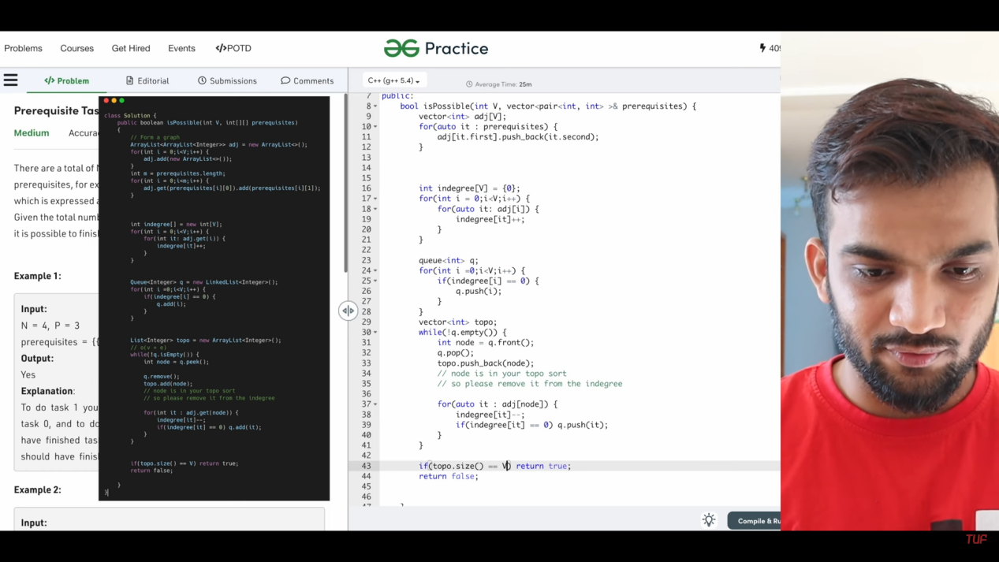 Problems Courses Get Hired Events </>POTD
Practice
409
</> Problem Editorial Submissions Comments
C++ (g++ 5.4)
Average Time: 25m
Prerequisite Tas
Medium Accura
There are a total of N
prerequisites, for ex
which is expressed a
Given the total numb
it is possible to finis
Example 1:
Input:
N = 4, P = 3
prerequisites = {{
Output:
Yes
Explanation:
To do task 1 you
task 0, and to do
have finished tas
should have finis
Example 2:
Input:
class Solution {
public boolean isPossible(int V, int[][] prerequisites)
{
// Form a graph
ArrayList<ArrayList<Integer>> adj = new ArrayList<>();
for(int i = 0;i<V;i++) {
adj.add(new ArrayList<>());
}
int m = prerequisites.length;
for(int i = 0;i<m;i++) {
adj.get(prerequisites[i][0]).add(prerequisites[i][1]);
}
int indegree[] = new int[V];
for(int i = 0;i<V;i++) {
for(int it: adj.get(i)) {
indegree[it]++;
}
}
Queue<Integer> q = new LinkedList<Integer>();
for(int i = 0;i<V;i++) {
if(indegree[i] == 0) {
q.add(i);
}
}
List<Integer> topo = new ArrayList<Integer>();
// o(v + e)
while(!q.isEmpty()) {
int node = q.peek();
q.remove();
topo.add(node);
// node is in your topo sort
// so please remove it from the indegree
for(int it : adj.get(node)) {
indegree[it]--;
if(indegree[it] == 0) q.add(it);
}
}
if(topo.size() == V) return true;
return false;
}
}
7 public:
8 bool isPossible(int V, vector<pair<int, int> >& prerequisites) {
9 vector<int> adj[V];
10 for(auto it : prerequisites) {
11 adj[it.first].push_back(it.second);
12 }
13
14
15
16 int indegree[V] = {0};
17 for(int i = 0;i<V;i++) {
18 for(auto it: adj[i]) {
19 indegree[it]++;
20 }
21 }
22
23 queue<int> q;
24 for(int i =0;i<V;i++) {
25 if(indegree[i] == 0) {
26 q.push(i);
27 }
28 }
29 vector<int> topo;
30 while(!q.empty()) {
31 int node = q.front();
32 q.pop();
33 topo.push_back(node);
34 // node is in your topo sort
35 // so please remove it from the indegree
36
37 for(auto it : adj[node]) {
38 indegree[it]--;
39 if(indegree[it] == 0) q.push(it);
40 }
41 }
42
43 if(topo.size() == V) return true;
44 return false;
45
46
47 }
Compile & Ru
TUF